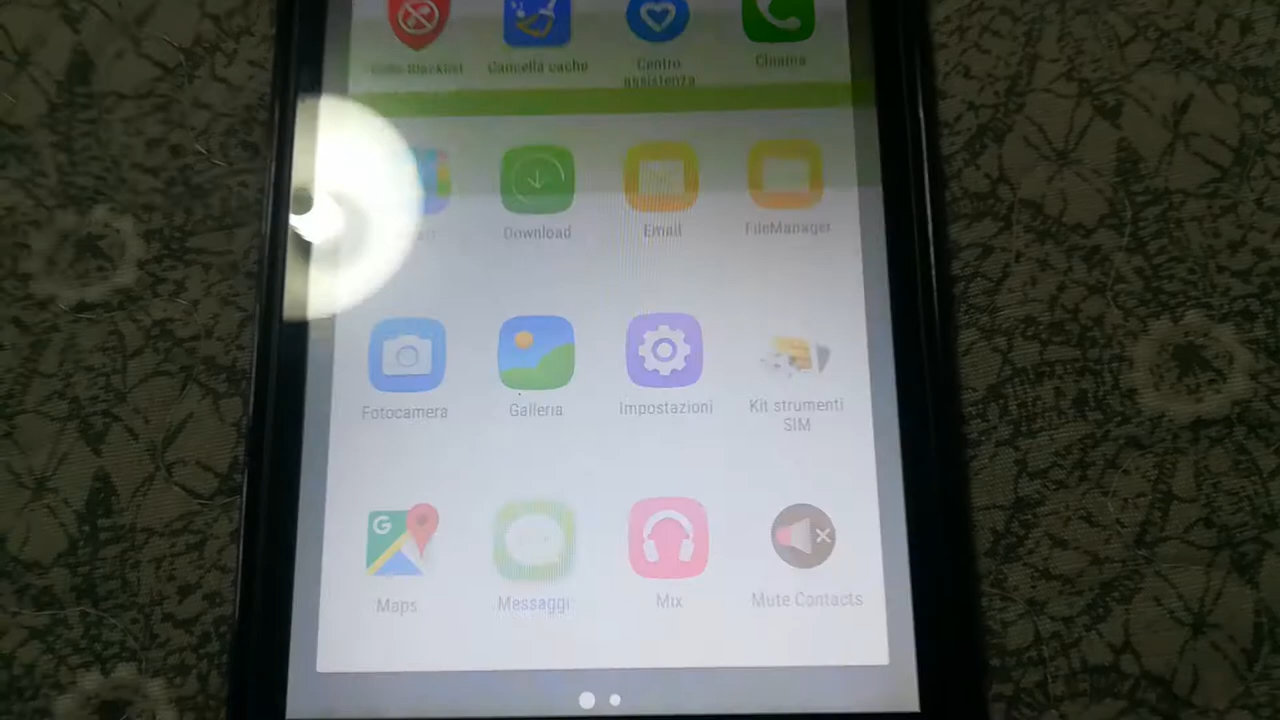 Blacklist Cancella cache Centro assistenza Chiama
Download Email FileManager
Fotocamera Galleria Impostazioni Kit strumenti SIM
G
Maps Messaggi Mix Mute Contacts